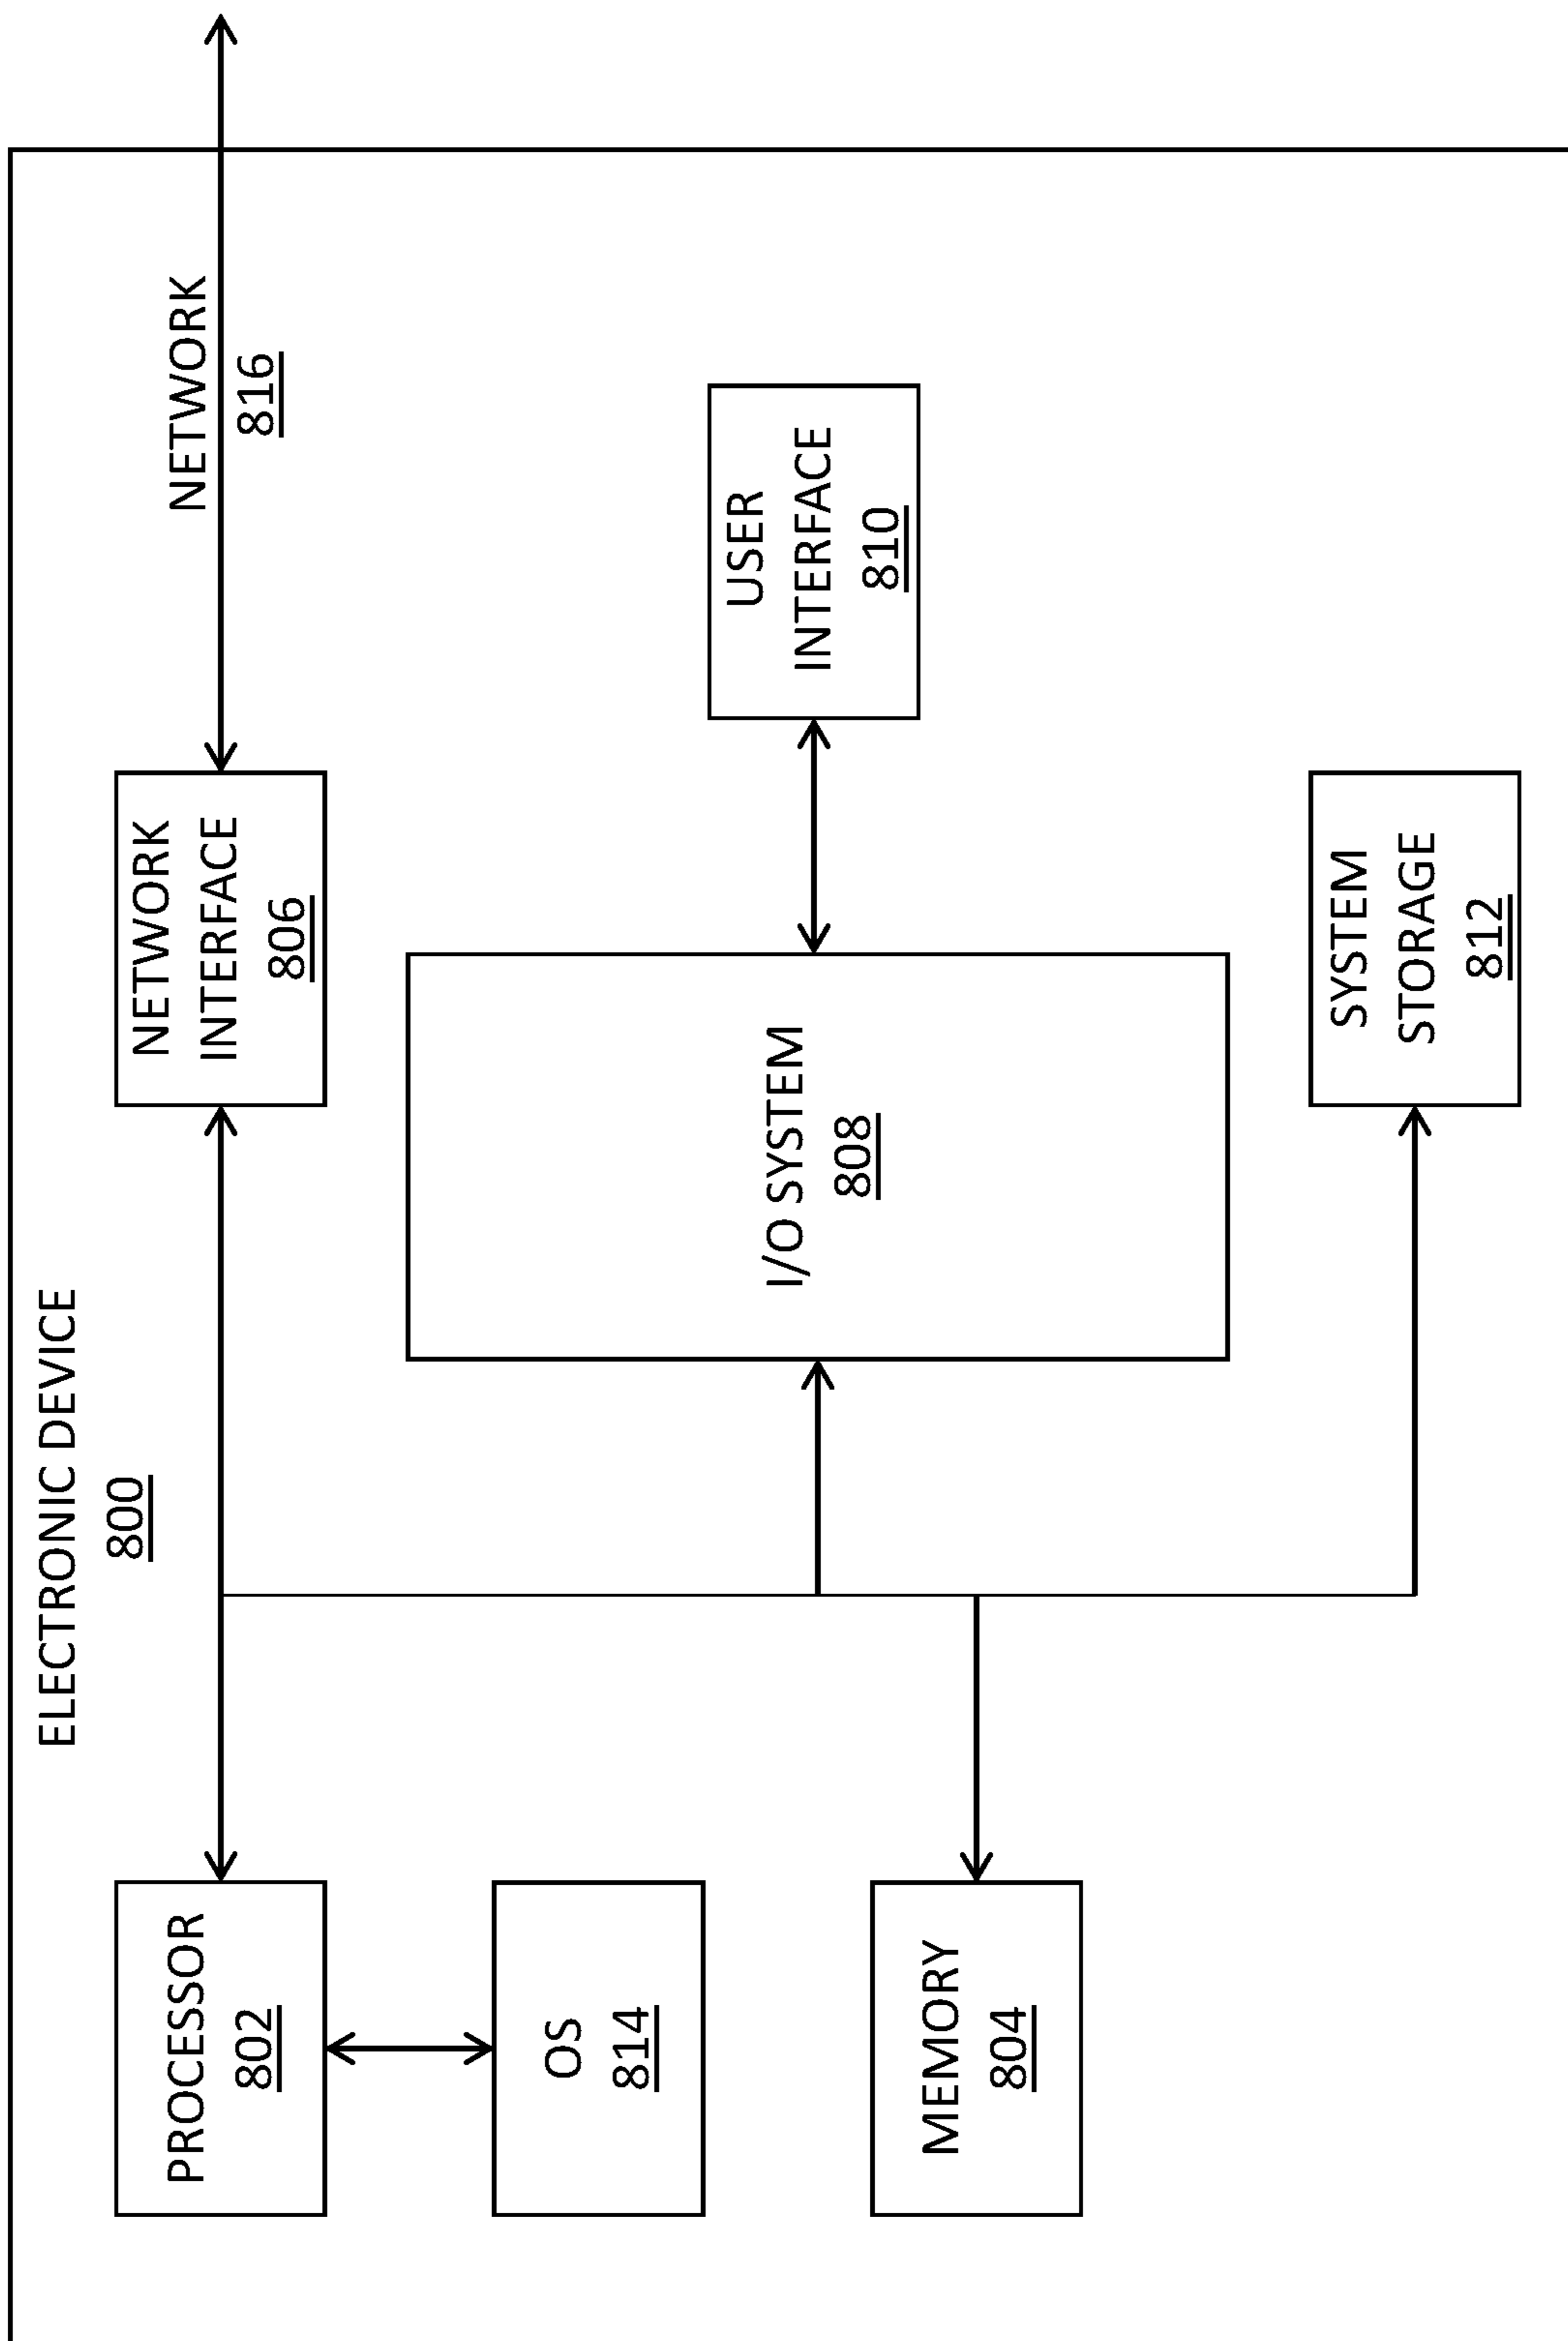 ELECTRONIC DEVICE
800
PROCESSOR
802
NETWORK
INTERFACE
806
NETWORK
816
OS
814
I/O SYSTEM
808
USER
INTERFACE
810
MEMORY
804
SYSTEM
STORAGE
812